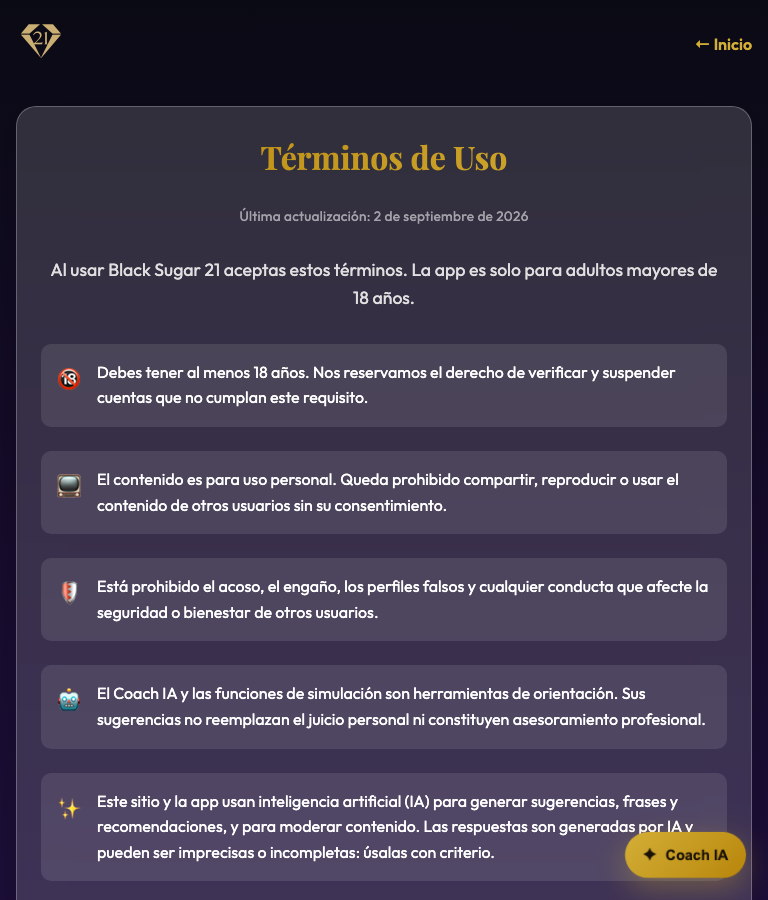 21
← Inicio
Términos de Uso
Última actualización: 2 de septiembre de 2026
Al usar Black Sugar 21 aceptas estos términos. La app es solo para adultos mayores de
18 años.
Debes tener al menos 18 años. Nos reservamos el derecho de verificar y suspender
cuentas que no cumplan este requisito.
El contenido es para uso personal. Queda prohibido compartir, reproducir o usar el
contenido de otros usuarios sin su consentimiento.
Está prohibido el acoso, el engaño, los perfiles falsos y cualquier conducta que afecte la
seguridad o bienestar de otros usuarios.
El Coach IA y las funciones de simulación son herramientas de orientación. Sus
sugerencias no reemplazan el juicio personal ni constituyen asesoramiento profesional.
Este sitio y la app usan inteligencia artificial (IA) para generar sugerencias, frases y
recomendaciones, y para moderar contenido. Las respuestas son generadas por IA y
pueden ser imprecisas o incompletas: úsalas con criterio.
✦ Coach IA